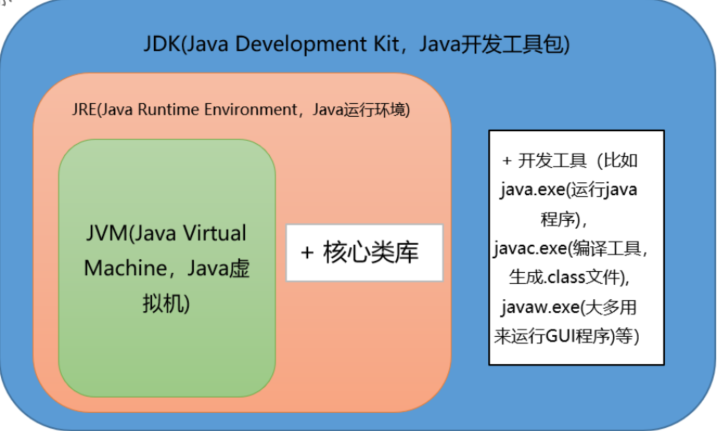 JDK(Java Development Kit，Java开发工具包)
JRE(Java Runtime Environment，Java运行环境)
JVM(Java Virtual
Machine，Java虚
拟机)
+ 核心类库
+ 开发工具（比如
java.exe(运行java
程序)，
javac.exe(编译工具，
生成.class文件),
javaw.exe(大多用
来运行GUI程序)等）